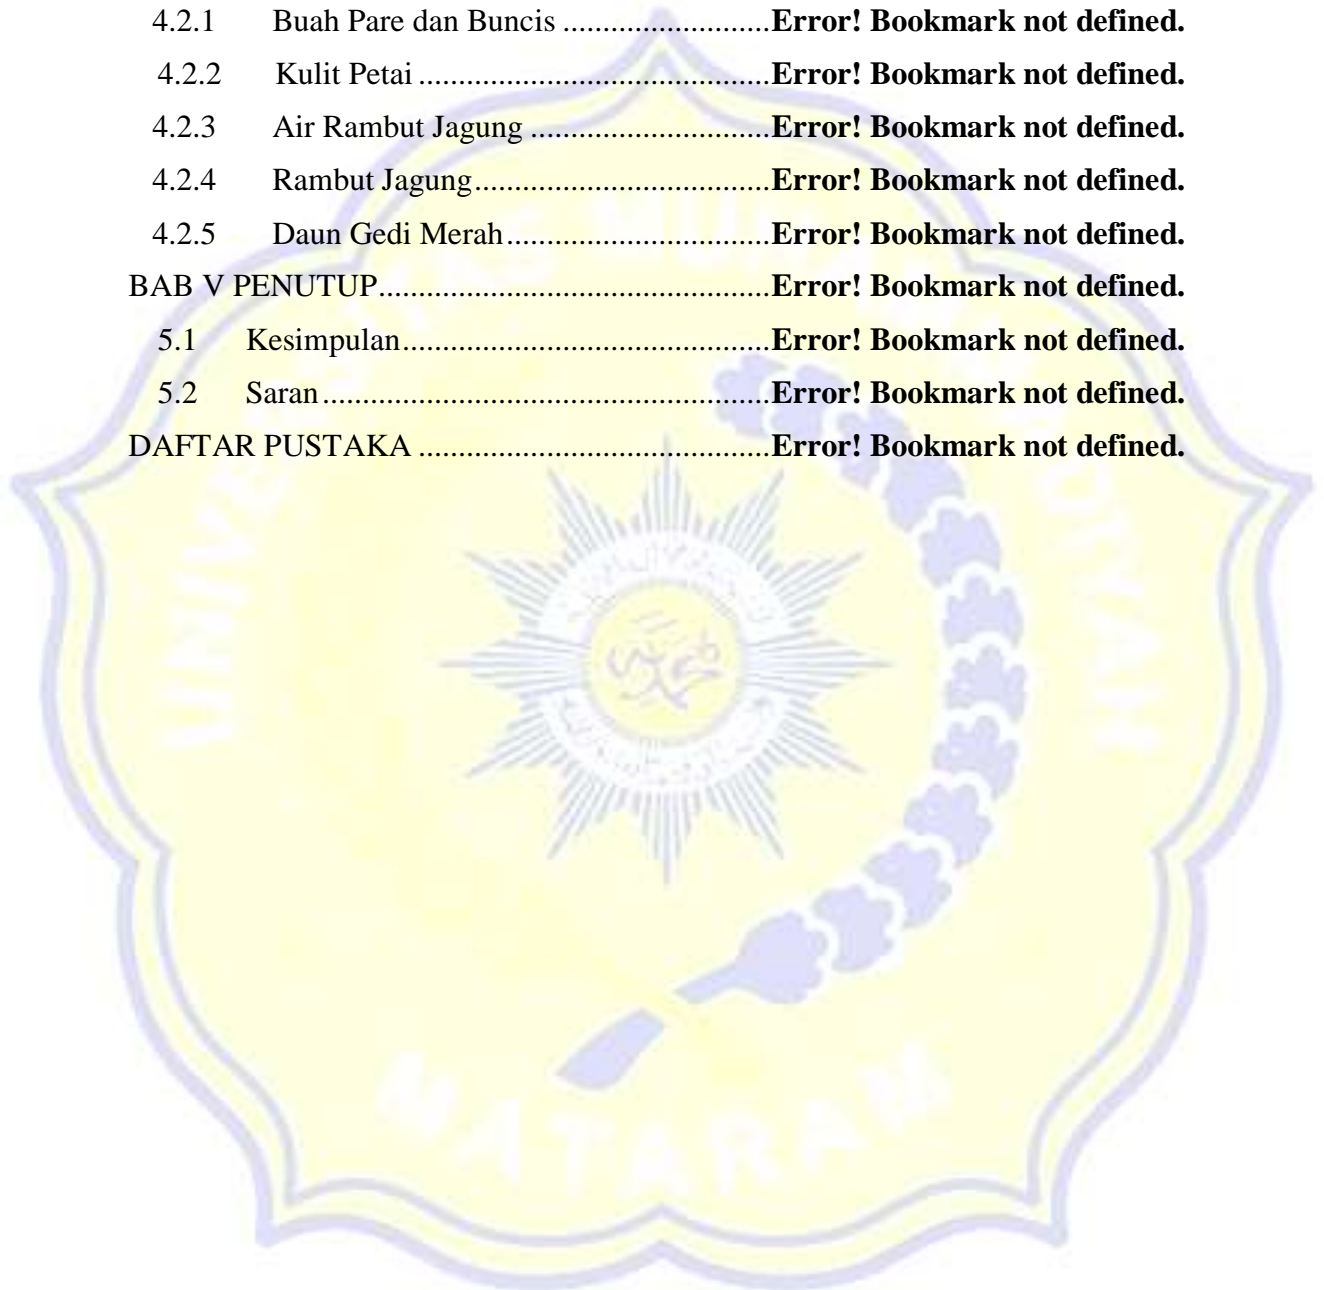 4.2.1 Buah Pare dan Buncis ..........................Error! Bookmark not defined.
4.2.2 Kulit Petai ............................................Error! Bookmark not defined.
4.2.3 Air Rambut Jagung ..............................Error! Bookmark not defined.
4.2.4 Rambut Jagung.....................................Error! Bookmark not defined.
4.2.5 Daun Gedi Merah.................................Error! Bookmark not defined.
BAB V PENUTUP.................................................Error! Bookmark not defined.
5.1 Kesimpulan..............................................Error! Bookmark not defined.
5.2 Saran........................................................Error! Bookmark not defined.
DAFTAR PUSTAKA ............................................Error! Bookmark not defined.
MATARAM